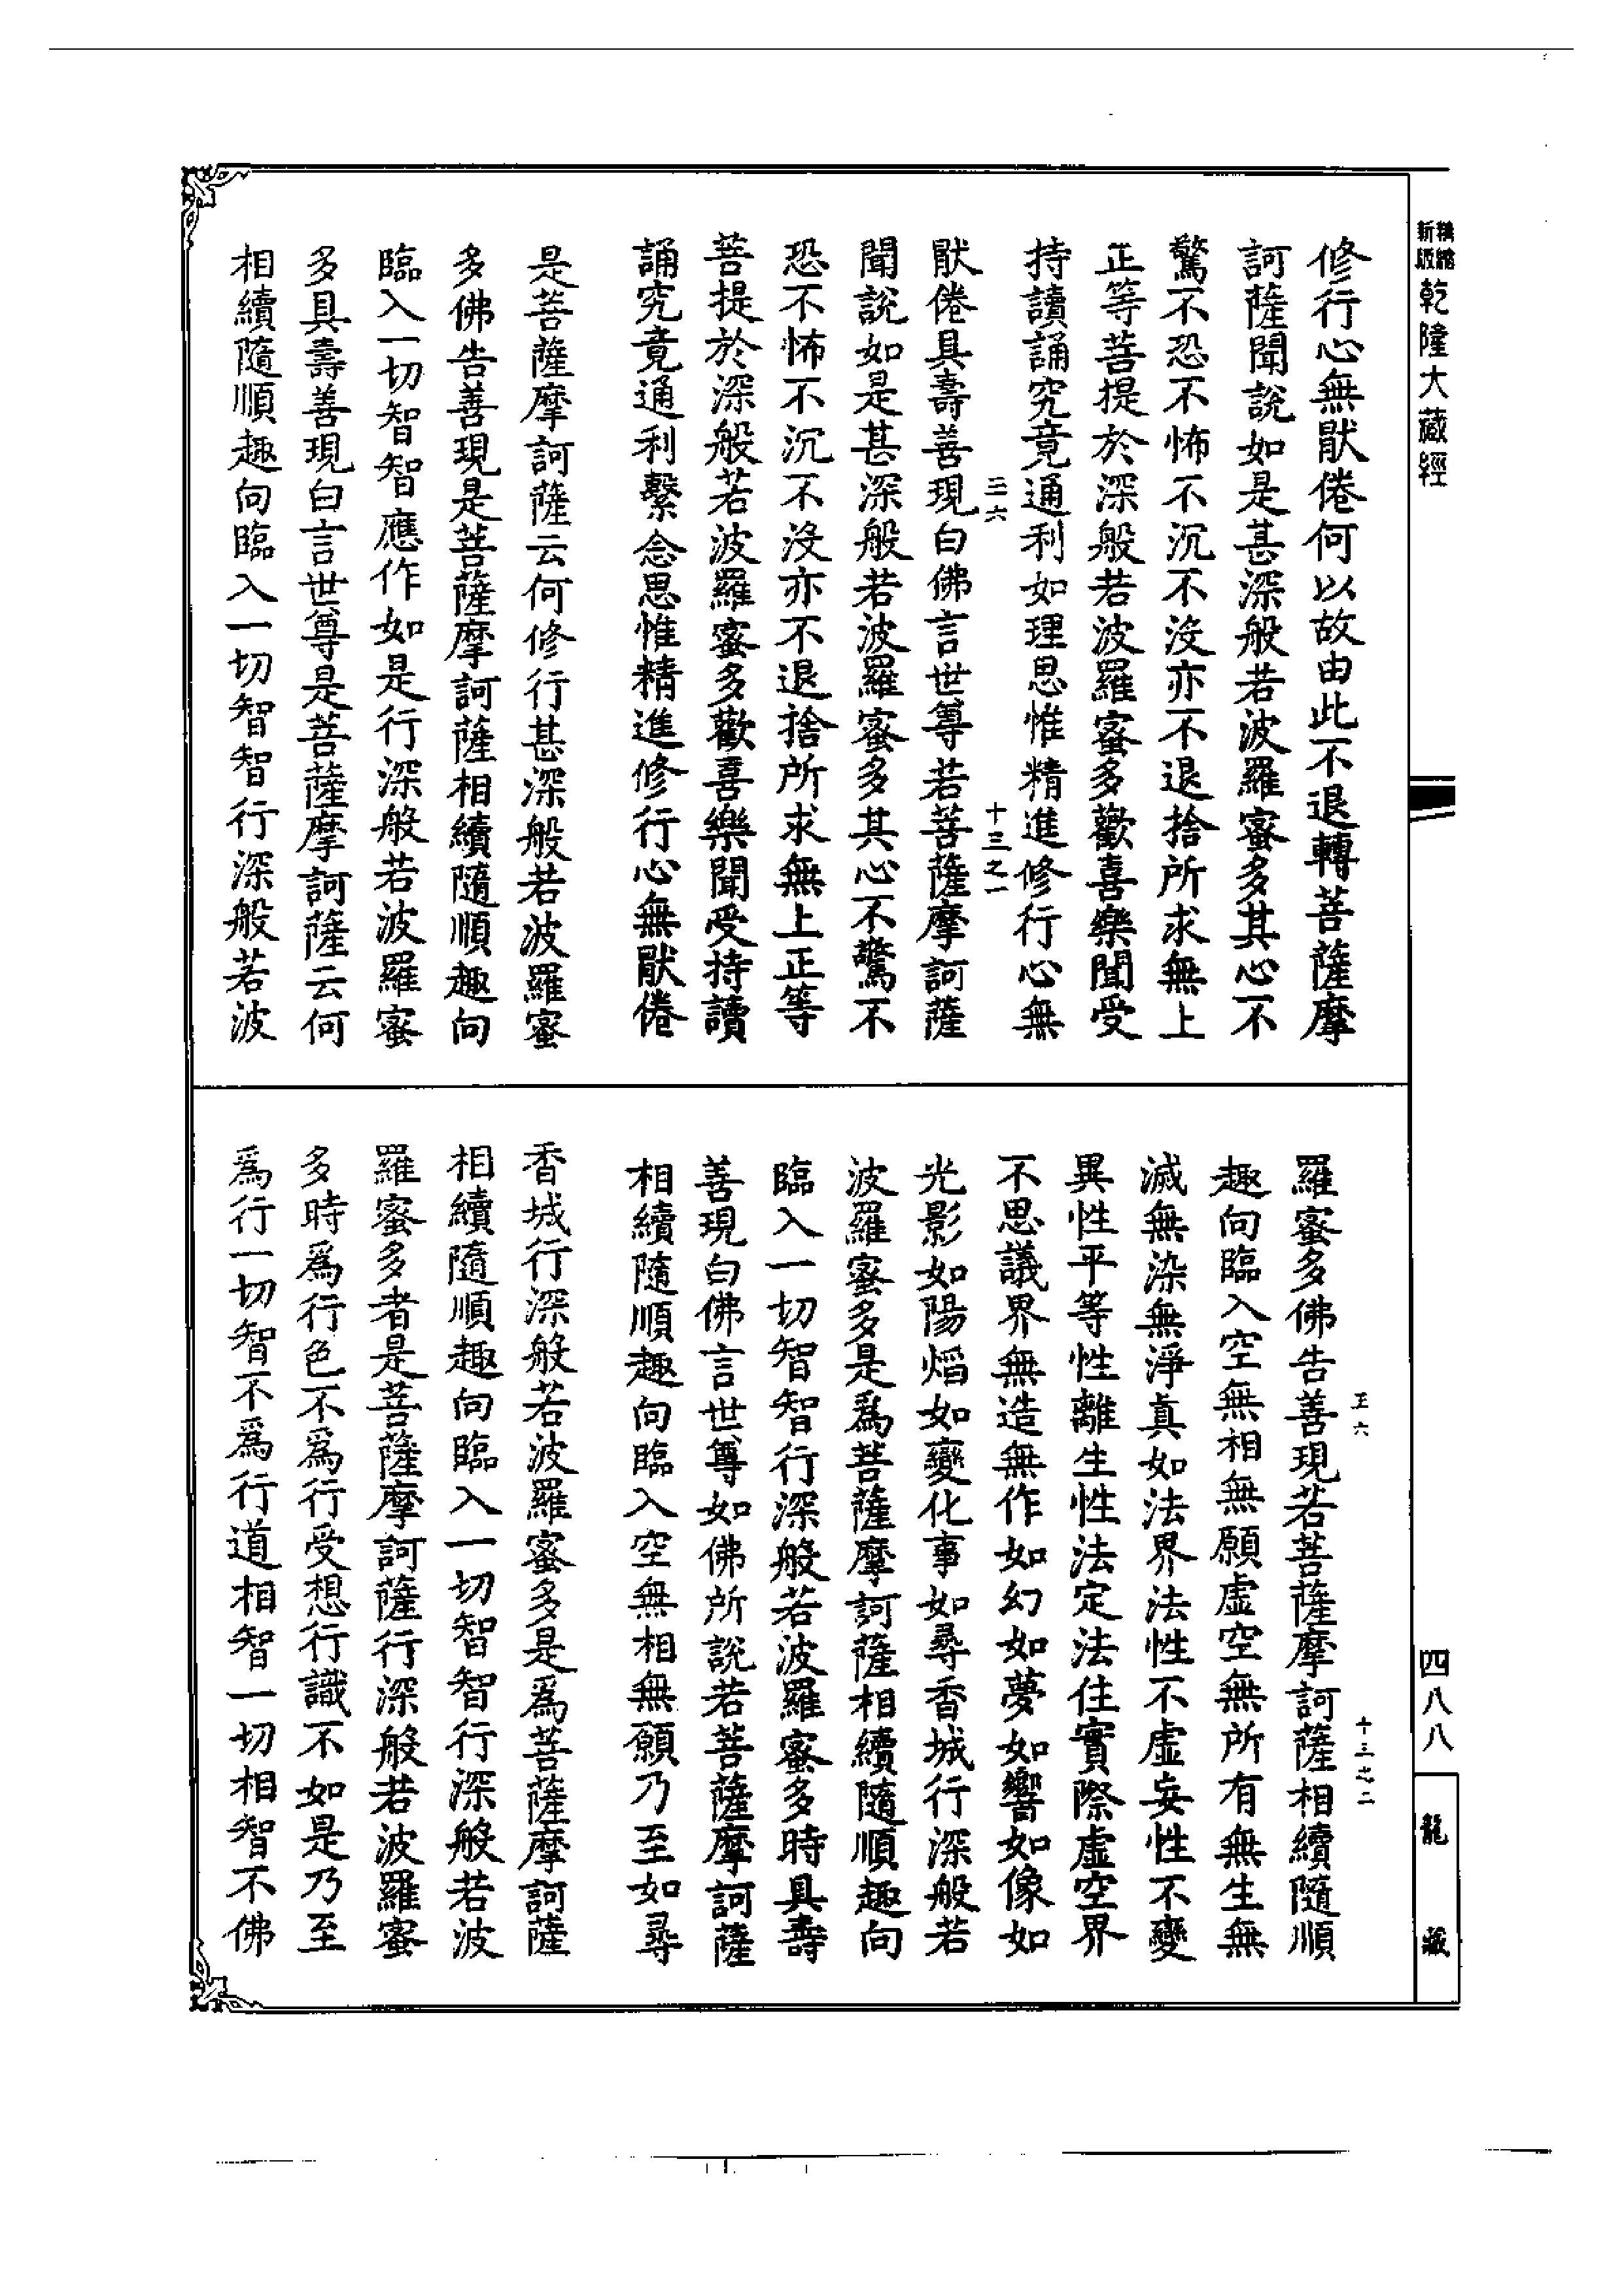 乾隆大藏經
修行心無猒倦何以故由此不退轉菩薩摩
訶薩聞說如是甚深般若波羅蜜多其心不
驚不恐不怖不沉不沒亦不退捨所求無上
正等菩提於深般若波羅蜜多歡喜樂聞受
持讀誦究竟通利如理思惟精進修行心無
三六
十三之一
猒倦具壽善現白佛言世尊若菩薩摩訶薩
聞說如是甚深般若波羅蜜多其心不驚不
恐不怖不沉不沒亦不退捨所求無上正等
菩提於深般若波羅蜜多歡喜樂聞受持讀
誦究竟通利繫念思惟精進修行心無猒倦
是菩薩摩訶薩云何修行甚深般若波羅蜜
多佛告善現是菩薩摩訶薩相續隨順趣向
臨入一切智智應作如是行深般若波羅蜜
多具壽善現白言世尊是菩薩摩訶薩云何
相續隨順趣向臨入一切智智行深般若波
十三之二
羅蜜多佛告善現若菩薩摩訶薩相續隨順
趣向臨入空無相無願虛空無所有無生無
滅無染無淨真如法界法性不虛妄性不變
異性平等性離生性法定法住實際虛空界
不思議界無造無作如幻如夢如響如像如
光影如陽焰如變化事如尋香城行深般若
波羅蜜多是爲菩薩摩訶薩相續隨順趣向
臨入一切智智行深般若波羅蜜多時具壽
善現白佛言世尊如佛所說若菩薩摩訶薩
相續隨順趣向臨入空無相無願乃至如尋
香城行深般若波羅蜜多是爲菩薩摩訶薩
相續隨順趣向臨入一切智智行深般若波
羅蜜多者是菩薩摩訶薩行深般若波羅蜜
多時爲行色不爲行受想行識不如是乃至
爲行一切智不爲行道相智一切相智不佛
四八八
龍藏